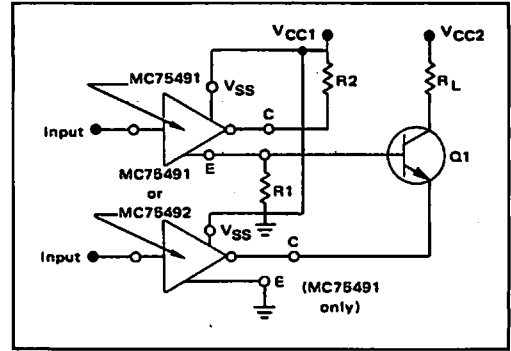 VCC1
VCC2
MC75491
VSS
R2
RL
C
Input
E
Q1
MC75491
or
MC75492
R1
VSS
C
Input
E
(MC75491
only)